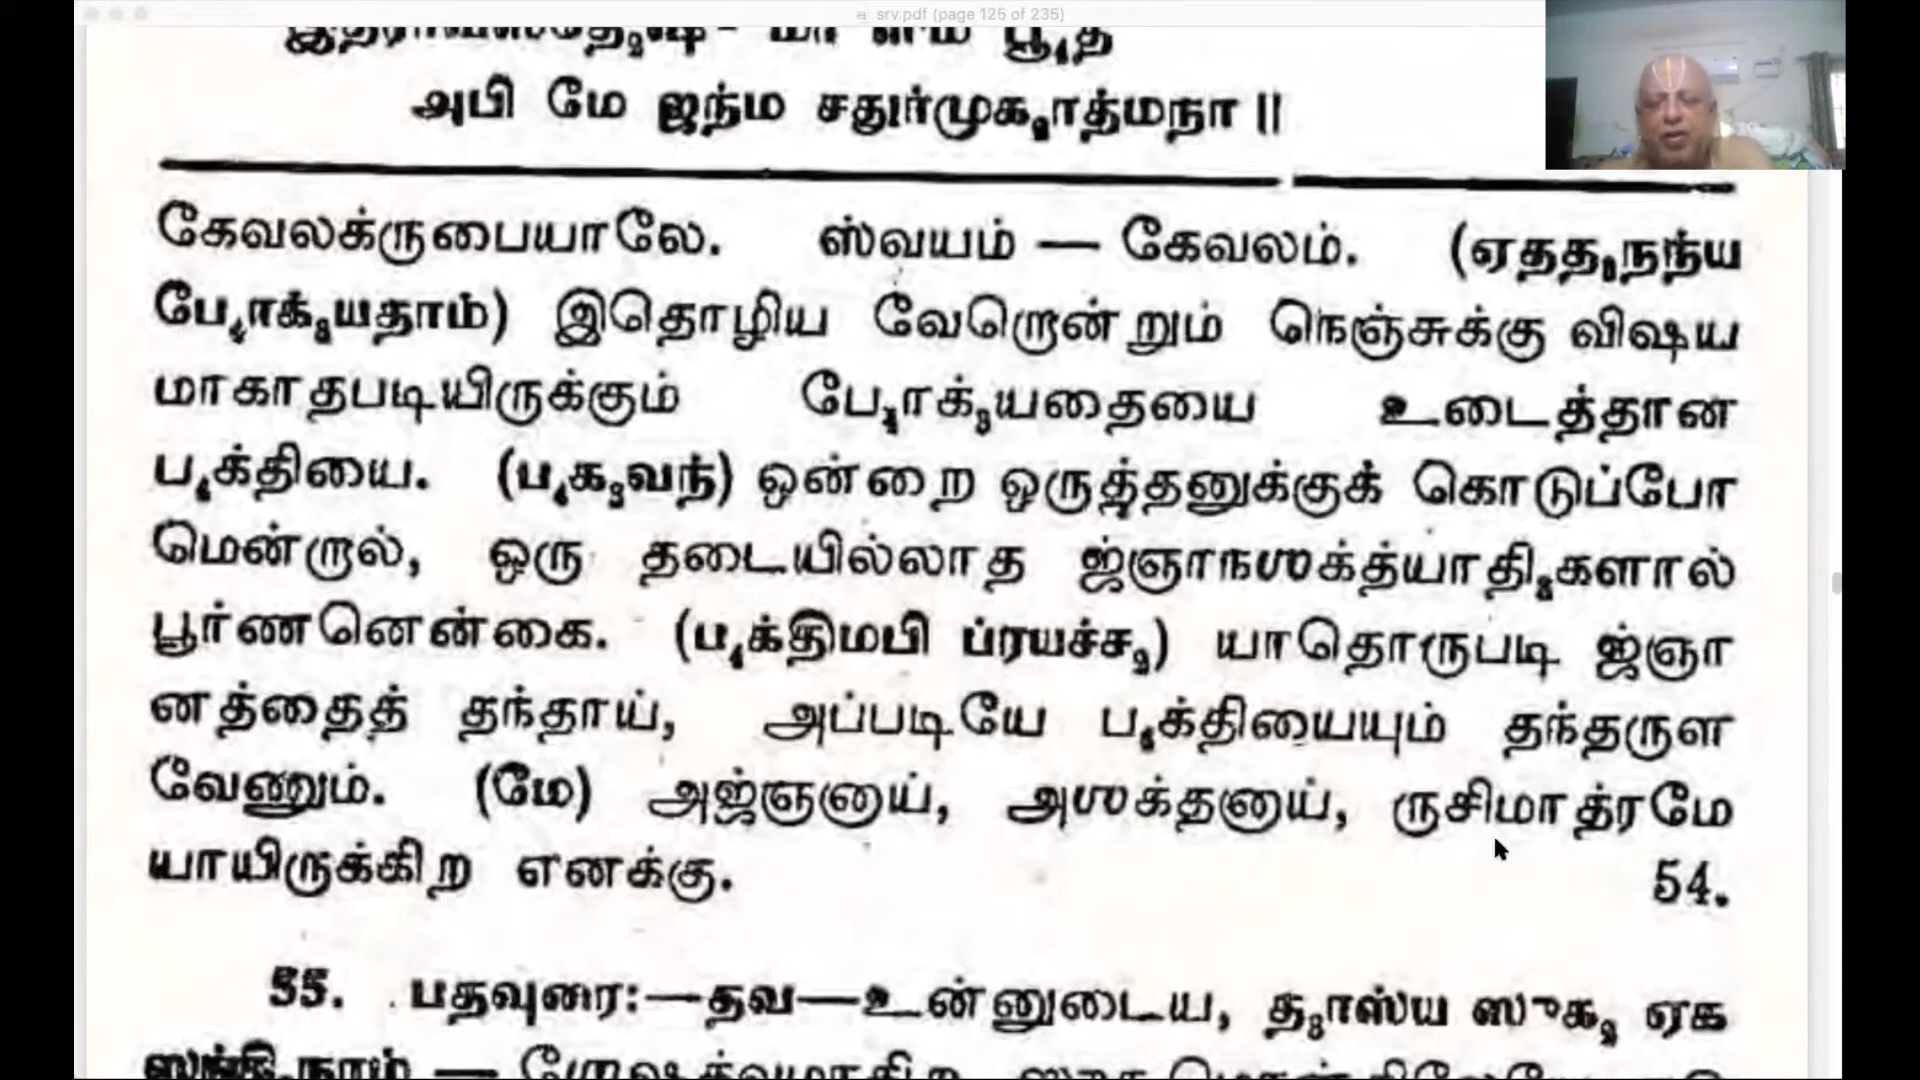 srv.pdf (page 125 of 235)
அபி மே ஜந்ம சதுர்முக₂ாத்மநா ||
கேவலக்ருபையாலே. ஸ்வயம் — கேவலம். (ஏதத₃நந்ய
போ₄க்₃யதாம்) இதொழிய வேறொன்றும் நெஞ்சுக்கு விஷய
மாகாதபடியிருக்கும் போ₄க்₃யதையை உடைத்தான
ப₄க்தியை. (ப₄க₃வந்) ஒன்றை ஒருத்தனுக்குக் கொடுப்போ
மென்றால், ஒரு தடையில்லாத ஜ்ஞாநஶக்த்யாதி₃களால்
பூர்ணனென்கை. (ப₄க்திமபி ப்ரயச்ச₂) யாதொருபடி ஜ்ஞா
னத்தைத் தந்தாய், அப்படியே ப₄க்தியையும் தந்தருள
வேணும். (மே) அஜ்ஞனாய், அஶக்தனாய், ருசிமாத்ரமே
யாயிருக்கிற எனக்கு. 54.
55. பதவுரை:—தவ—உன்னுடைய, தா₃ஸ்ய ஸுக₂ ஏக